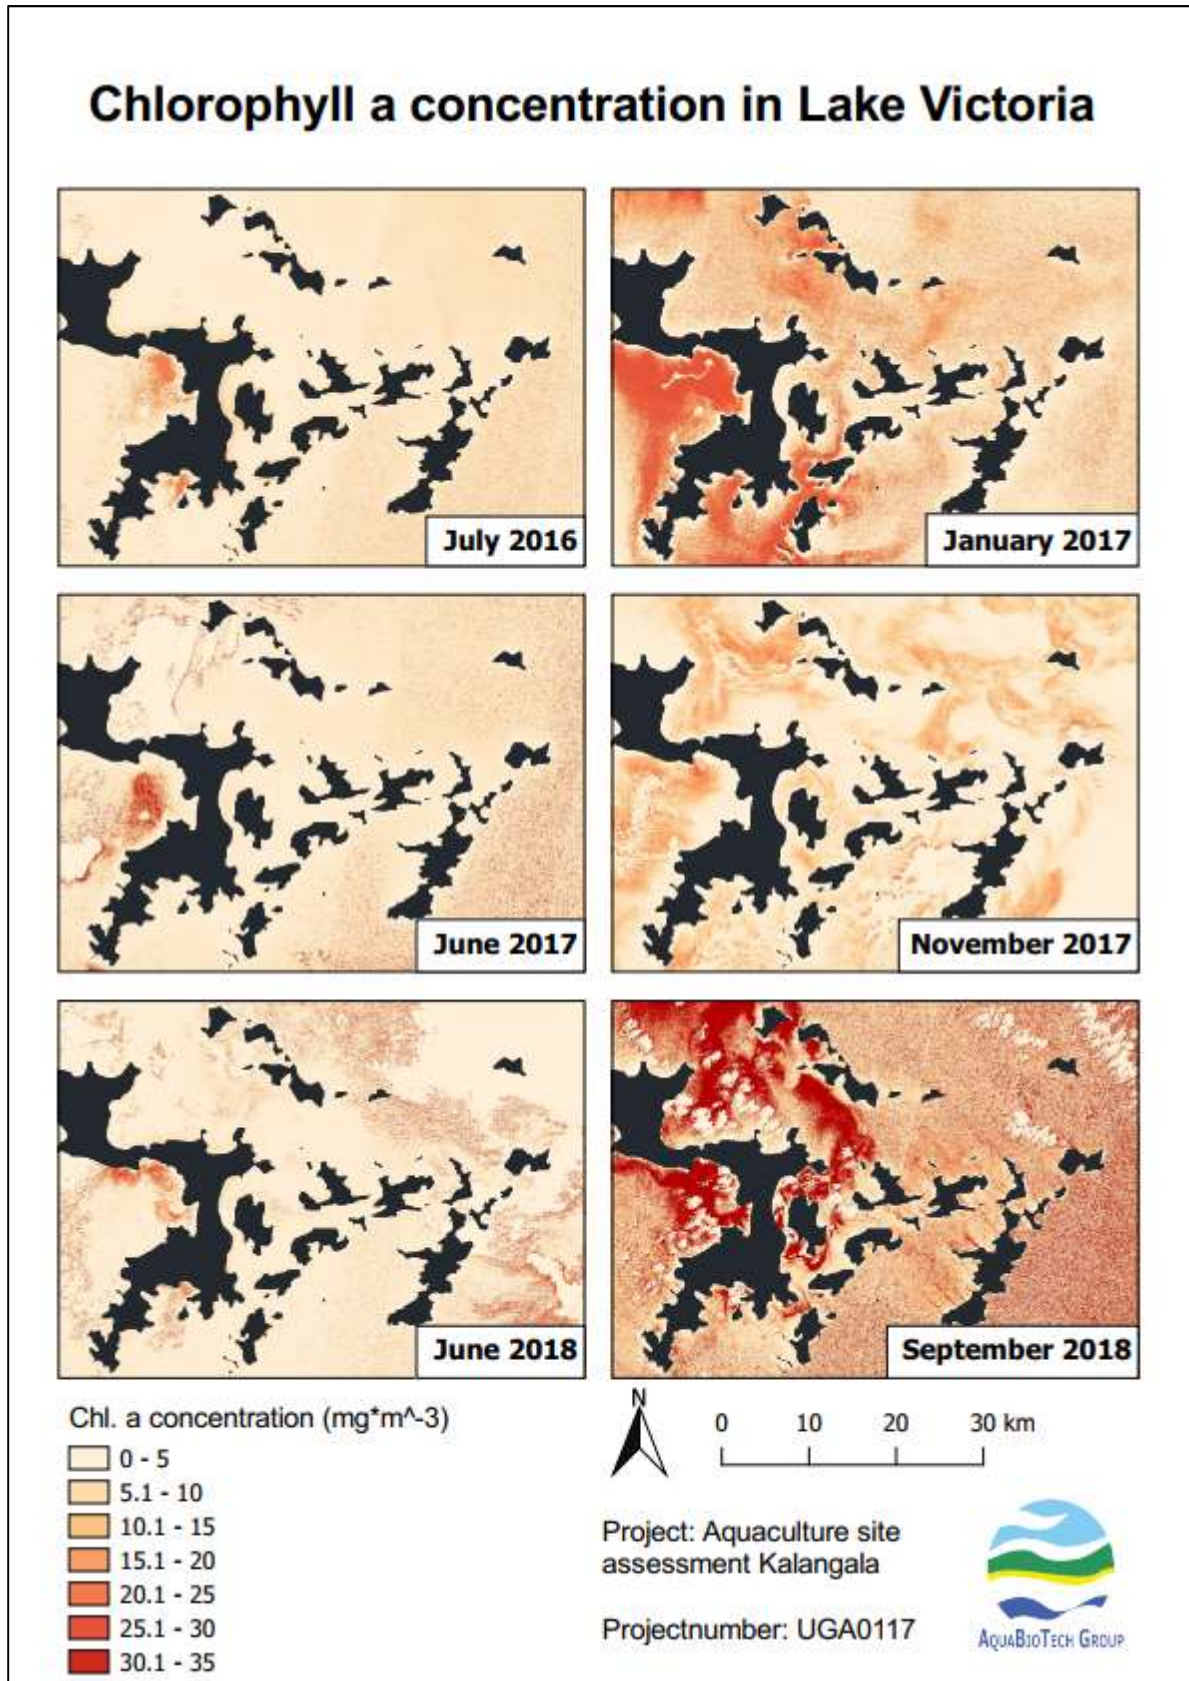 Chlorophyll a concentration in Lake Victoria
July 2016
January 2017
June 2017
November 2017
June 2018
September 2018
Chl. a concentration (mg*m^-3)
0 - 5
5.1 - 10
10.1 - 15
15.1 - 20
20.1 - 25
25.1 - 30
30.1 - 35
N
0 10 20 30 km
Project: Aquaculture site
assessment Kalangala
Projectnumber: UGA0117
AQUABIOTECH GROUP